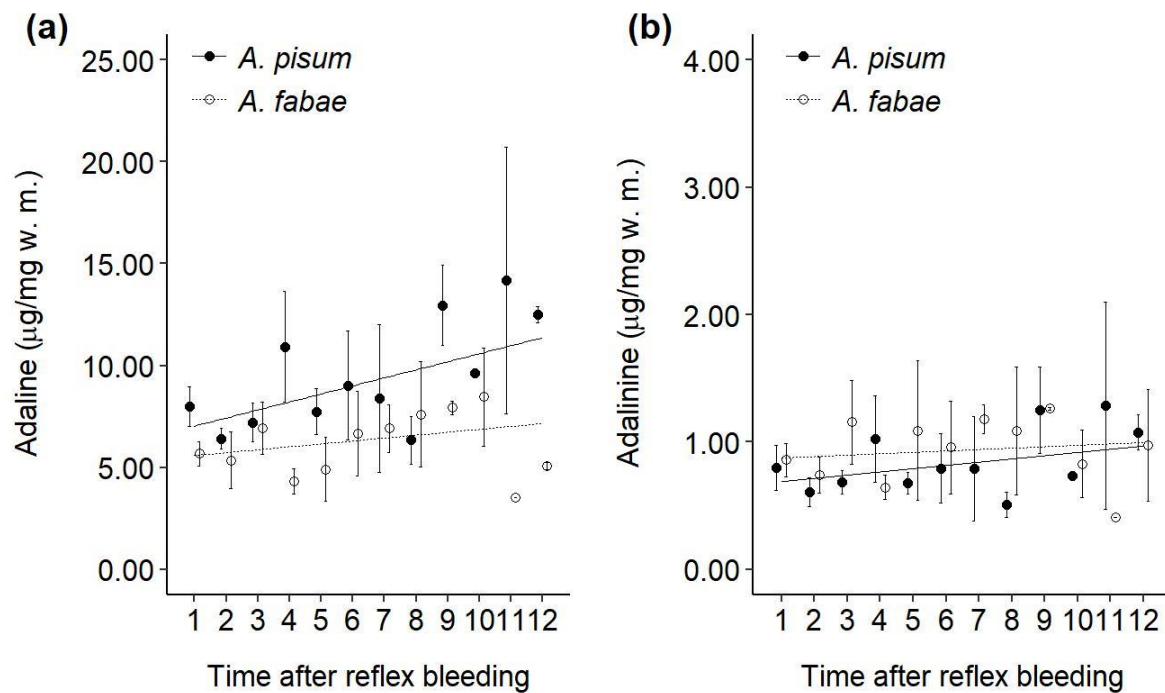 (a)
A. pisum
A. fabae
25.00
20.00
15.00
10.00
5.00
0.00
Adaline (µg/mg w. m.)
1 2 3 4 5 6 7 8 9 10 11 12
Time after reflex bleeding
(b)
A. pisum
A. fabae
4.00
3.00
2.00
1.00
0.00
Adalinine (µg/mg w. m.)
1 2 3 4 5 6 7 8 9 10 11 12
Time after reflex bleeding